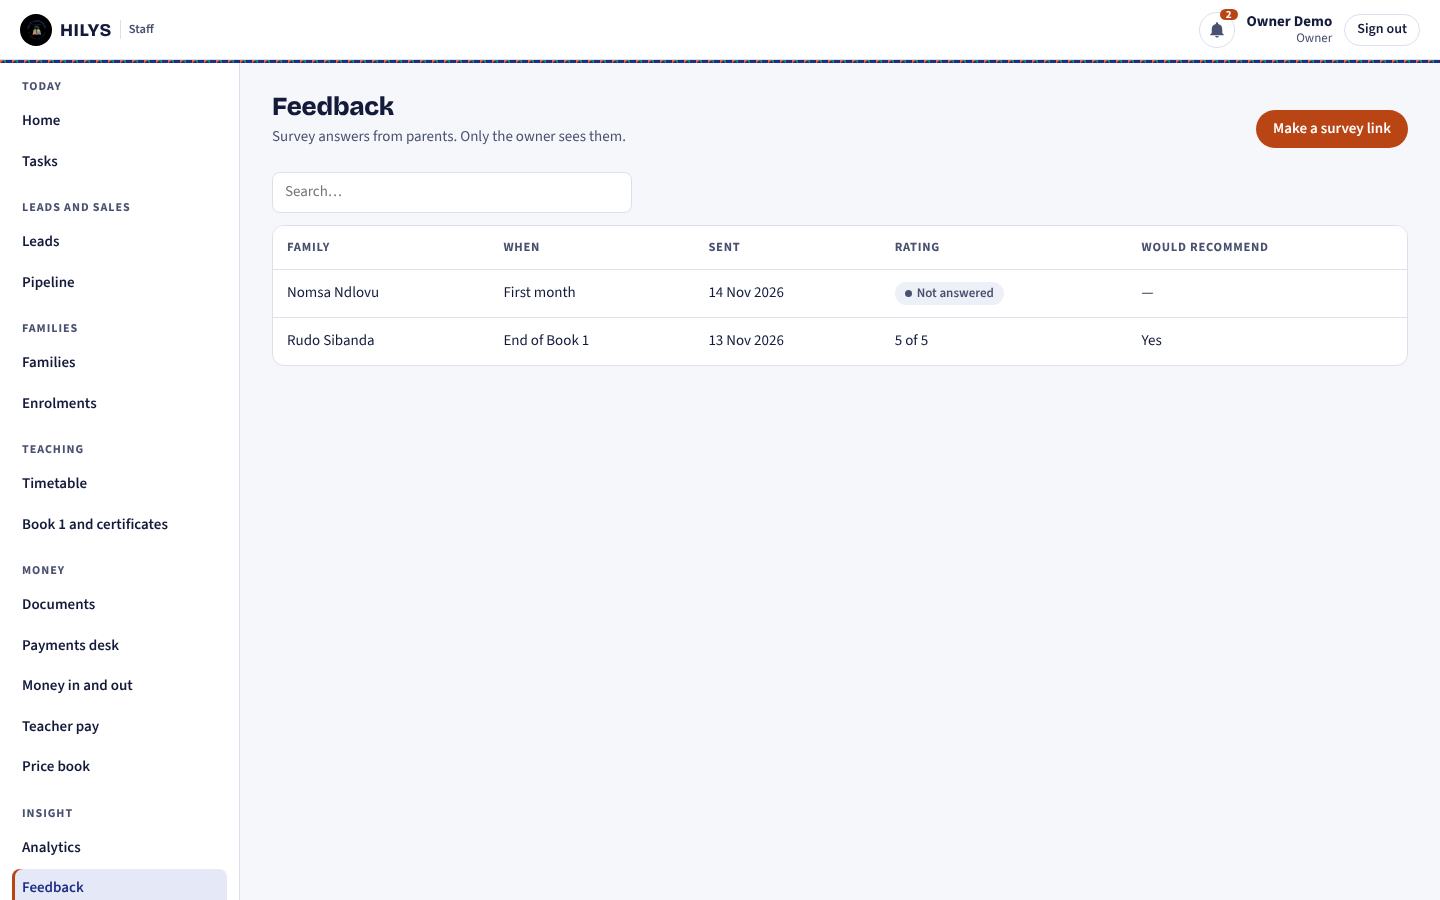 HILYS
Staff
2
Owner Demo
Owner
Sign out
TODAY
Home
Tasks
LEADS AND SALES
Leads
Pipeline
FAMILIES
Families
Enrolments
TEACHING
Timetable
Book 1 and certificates
MONEY
Documents
Payments desk
Money in and out
Teacher pay
Price book
INSIGHT
Analytics
Feedback
Feedback
Survey answers from parents. Only the owner sees them.
Make a survey link
Search…
FAMILY WHEN SENT RATING WOULD RECOMMEND
Nomsa Ndlovu First month 14 Nov 2026 Not answered —
Rudo Sibanda End of Book 1 13 Nov 2026 5 of 5 Yes